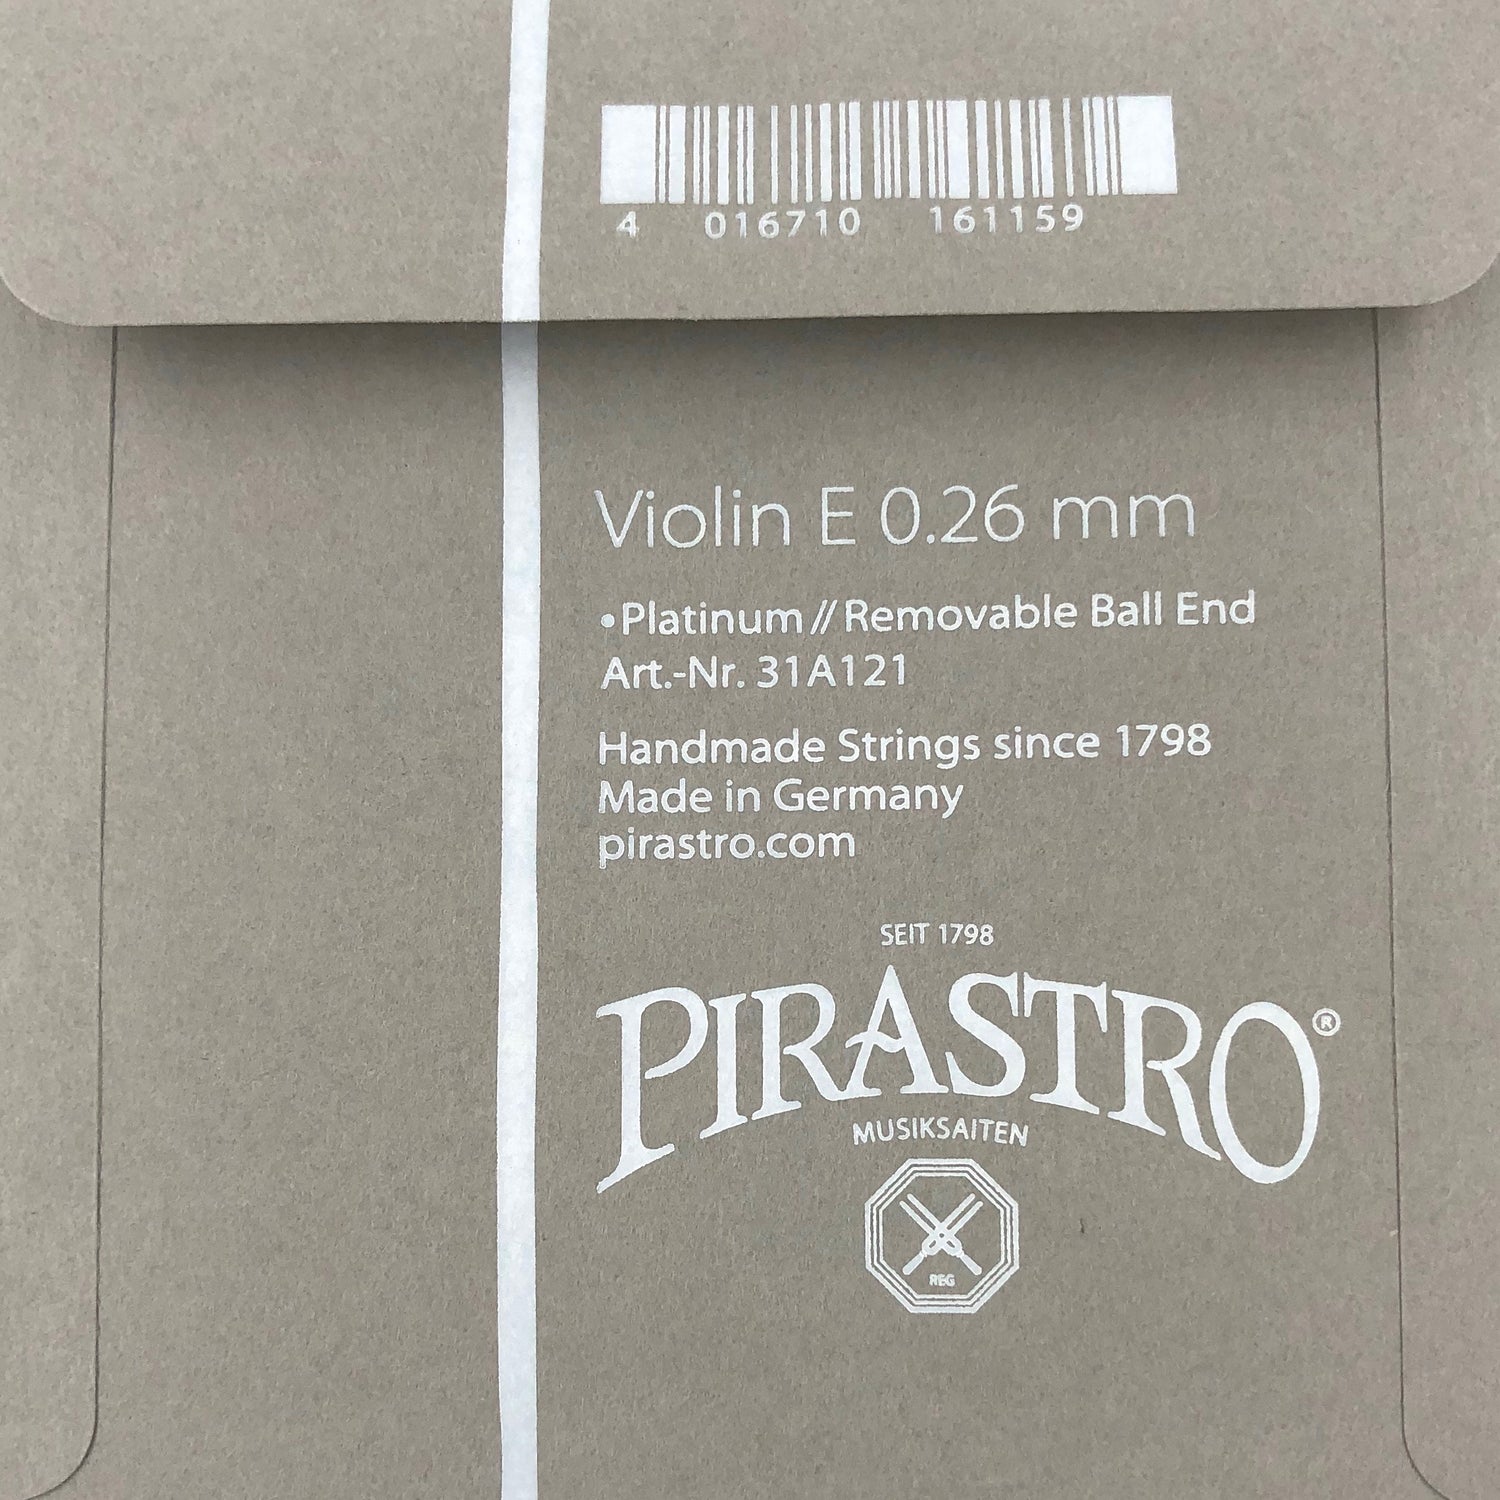 4 016710 161159
Violin E 0.26 mm
•Platinum // Removable Ball End
Art.-Nr. 31A121
Handmade Strings since 1798
Made in Germany
pirastro.com
SEIT 1798
PIRASTRO®
MUSIKSAITEN
REG